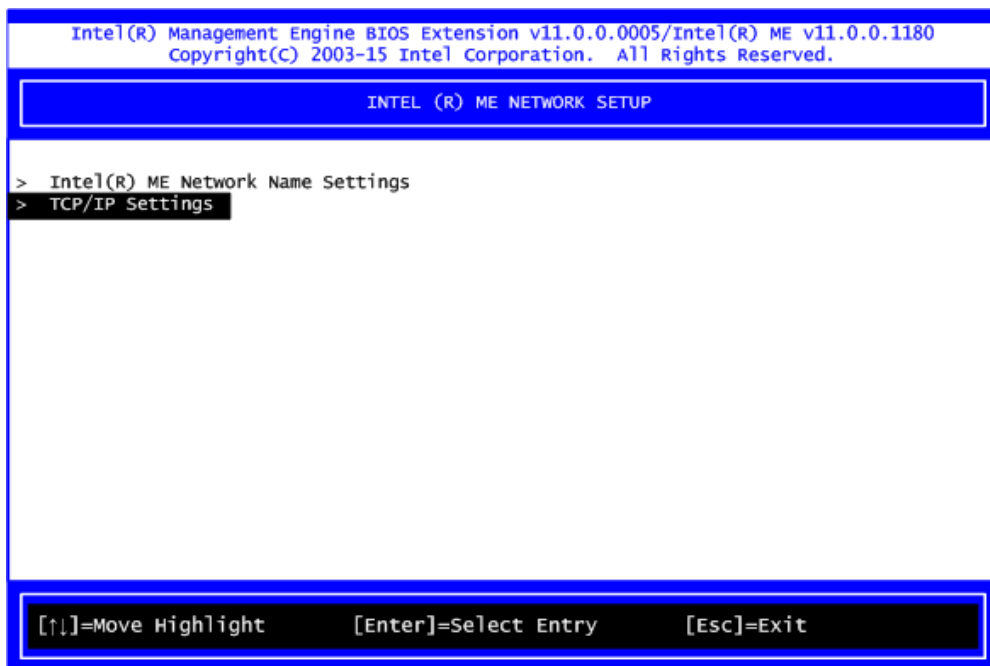 Intel(R) Management Engine BIOS Extension v11.0.0.0005/Intel(R) ME v11.0.0.1180
Copyright(C) 2003-15 Intel Corporation.  All Rights Reserved.
INTEL (R) ME NETWORK SETUP
>  Intel(R) ME Network Name Settings
>  TCP/IP Settings
[↑↓]=Move Highlight  [Enter]=Select Entry  [Esc]=Exit